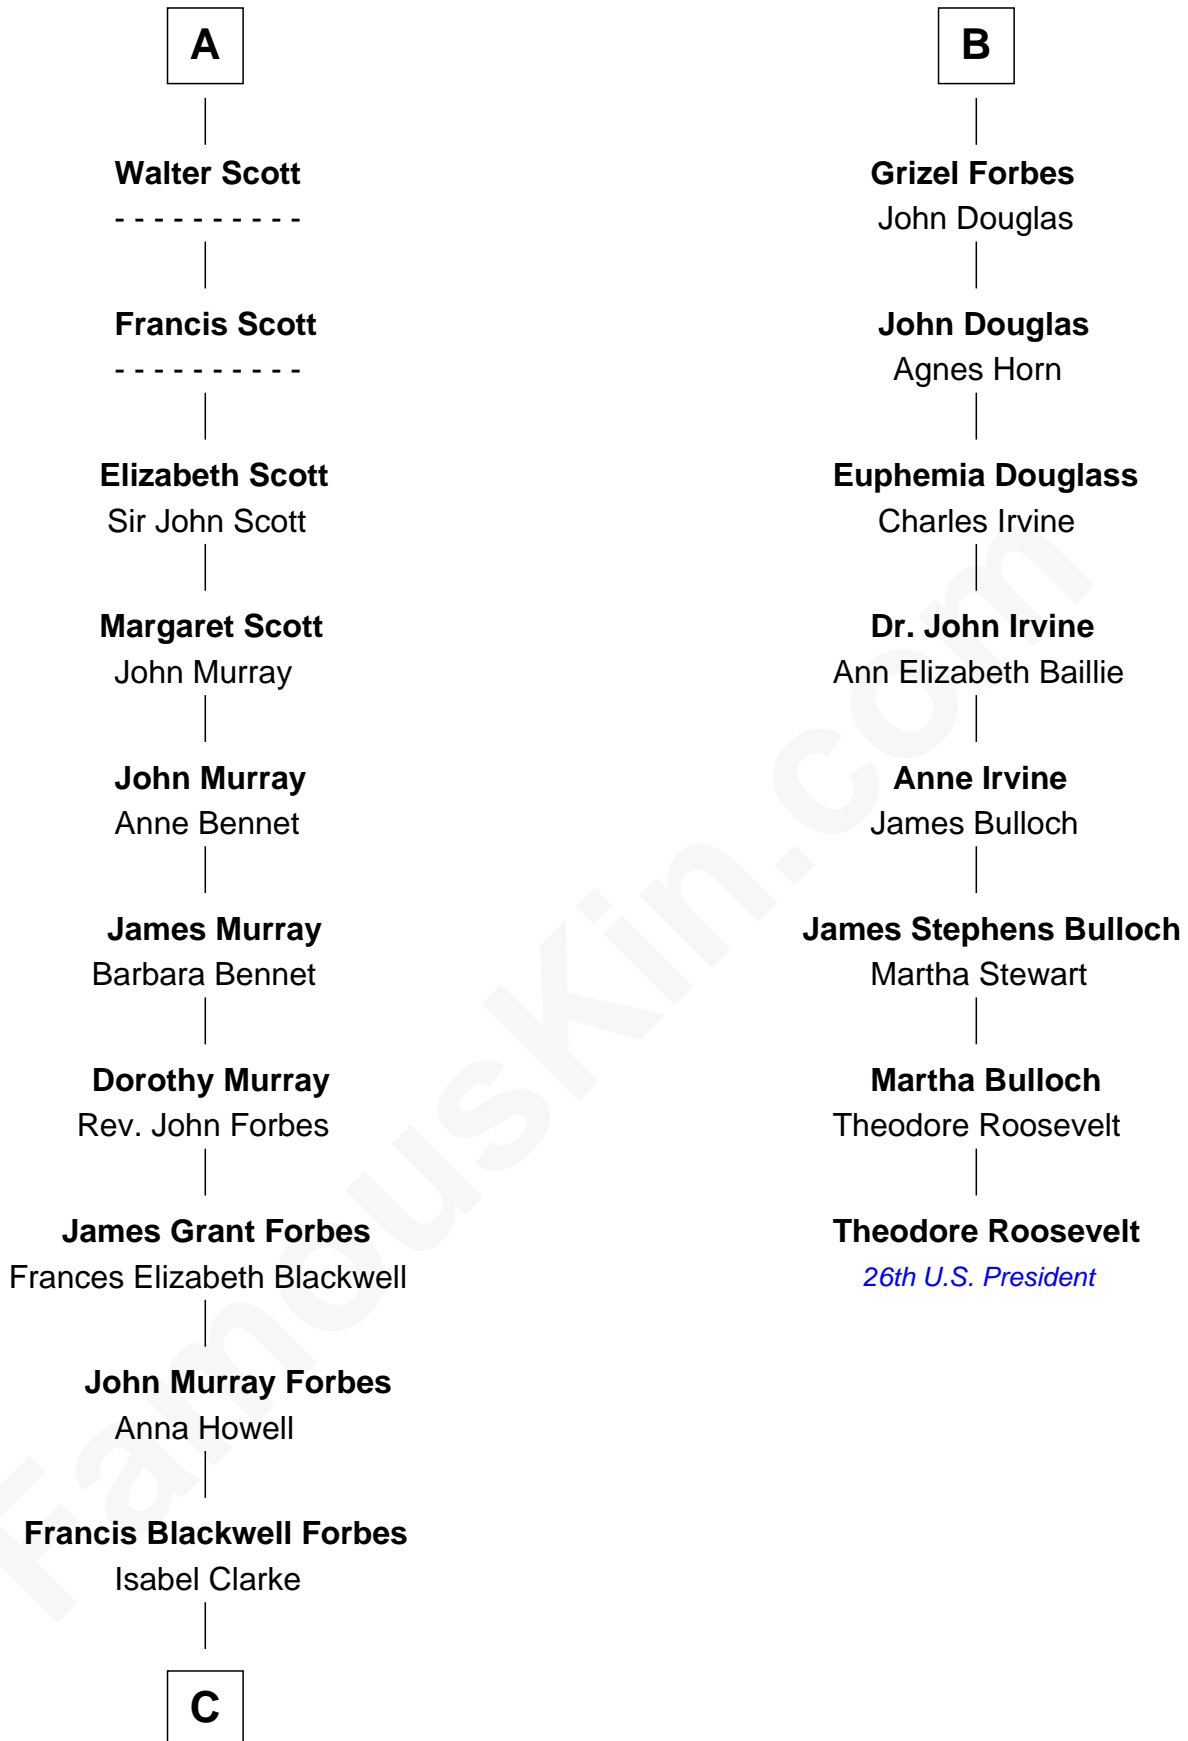 A
Walter Scott
- - - - - - - - - -
Francis Scott
- - - - - - - - - -
Elizabeth Scott
Sir John Scott
Margaret Scott
John Murray
John Murray
Anne Bennet
James Murray
Barbara Bennet
Dorothy Murray
Rev. John Forbes
James Grant Forbes
Frances Elizabeth Blackwell
John Murray Forbes
Anna Howell
Francis Blackwell Forbes
Isabel Clarke
C
B
Grizel Forbes
John Douglas
John Douglas
Agnes Horn
Euphemia Douglass
Charles Irvine
Dr. John Irvine
Ann Elizabeth Baillie
Anne Irvine
James Bulloch
James Stephens Bulloch
Martha Stewart
Martha Bulloch
Theodore Roosevelt
Theodore Roosevelt
26th U.S. President
FamousKin.com